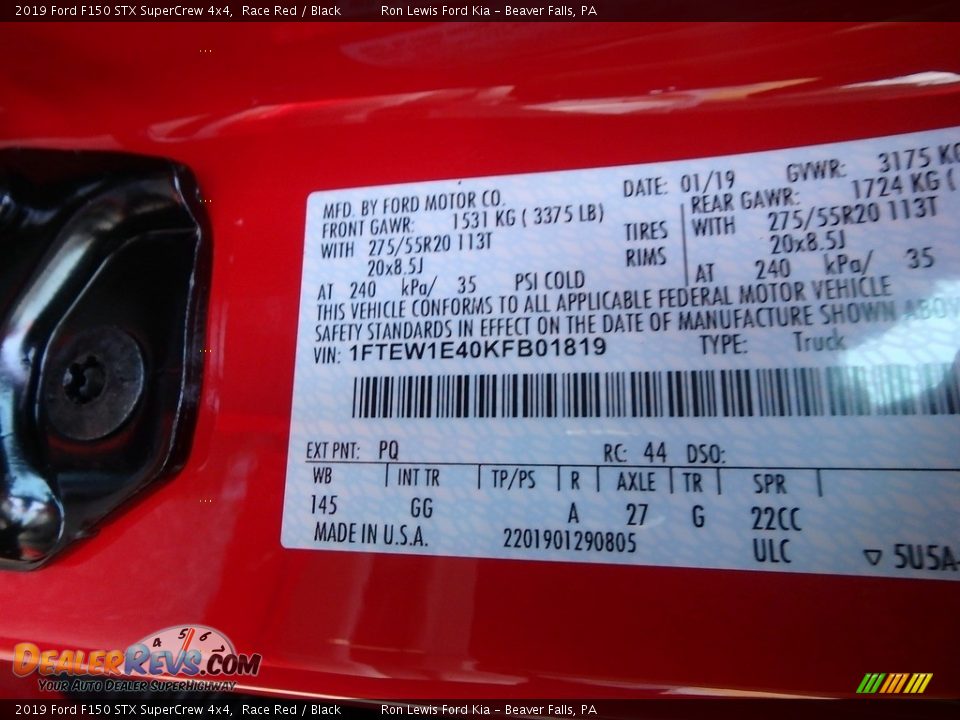 2019 Ford F150 STX SuperCrew 4x4, Race Red / Black Ron Lewis Ford Kia - Beaver Falls, PA
MFD. BY FORD MOTOR CO. DATE: 01/19 GVWR: 3175 KG
FRONT GAWR: 1531 KG ( 3375 LB) REAR GAWR: 1724 KG (
WITH 275/55R20 113T TIRES WITH 275/55R20 113T
20x8.5J RIMS 20x8.5J
AT 240 kPa/ 35 PSI COLD AT 240 kPa/ 35
THIS VEHICLE CONFORMS TO ALL APPLICABLE FEDERAL MOTOR VEHICLE
SAFETY STANDARDS IN EFFECT ON THE DATE OF MANUFACTURE SHOWN ABOV
VIN: 1FTEW1E40KFB01819 TYPE: Truck
EXT PNT: PQ RC: 44 DSO:
WB INT TR TP/PS R AXLE TR SPR
145 GG A 27 G 22CC
MADE IN U.S.A. 2201901290805 ULC ▽ 5U5A-
4 5 6
DEALERREVS.COM
Your Auto Dealer SuperHighway
2019 Ford F150 STX SuperCrew 4x4, Race Red / Black Ron Lewis Ford Kia - Beaver Falls, PA